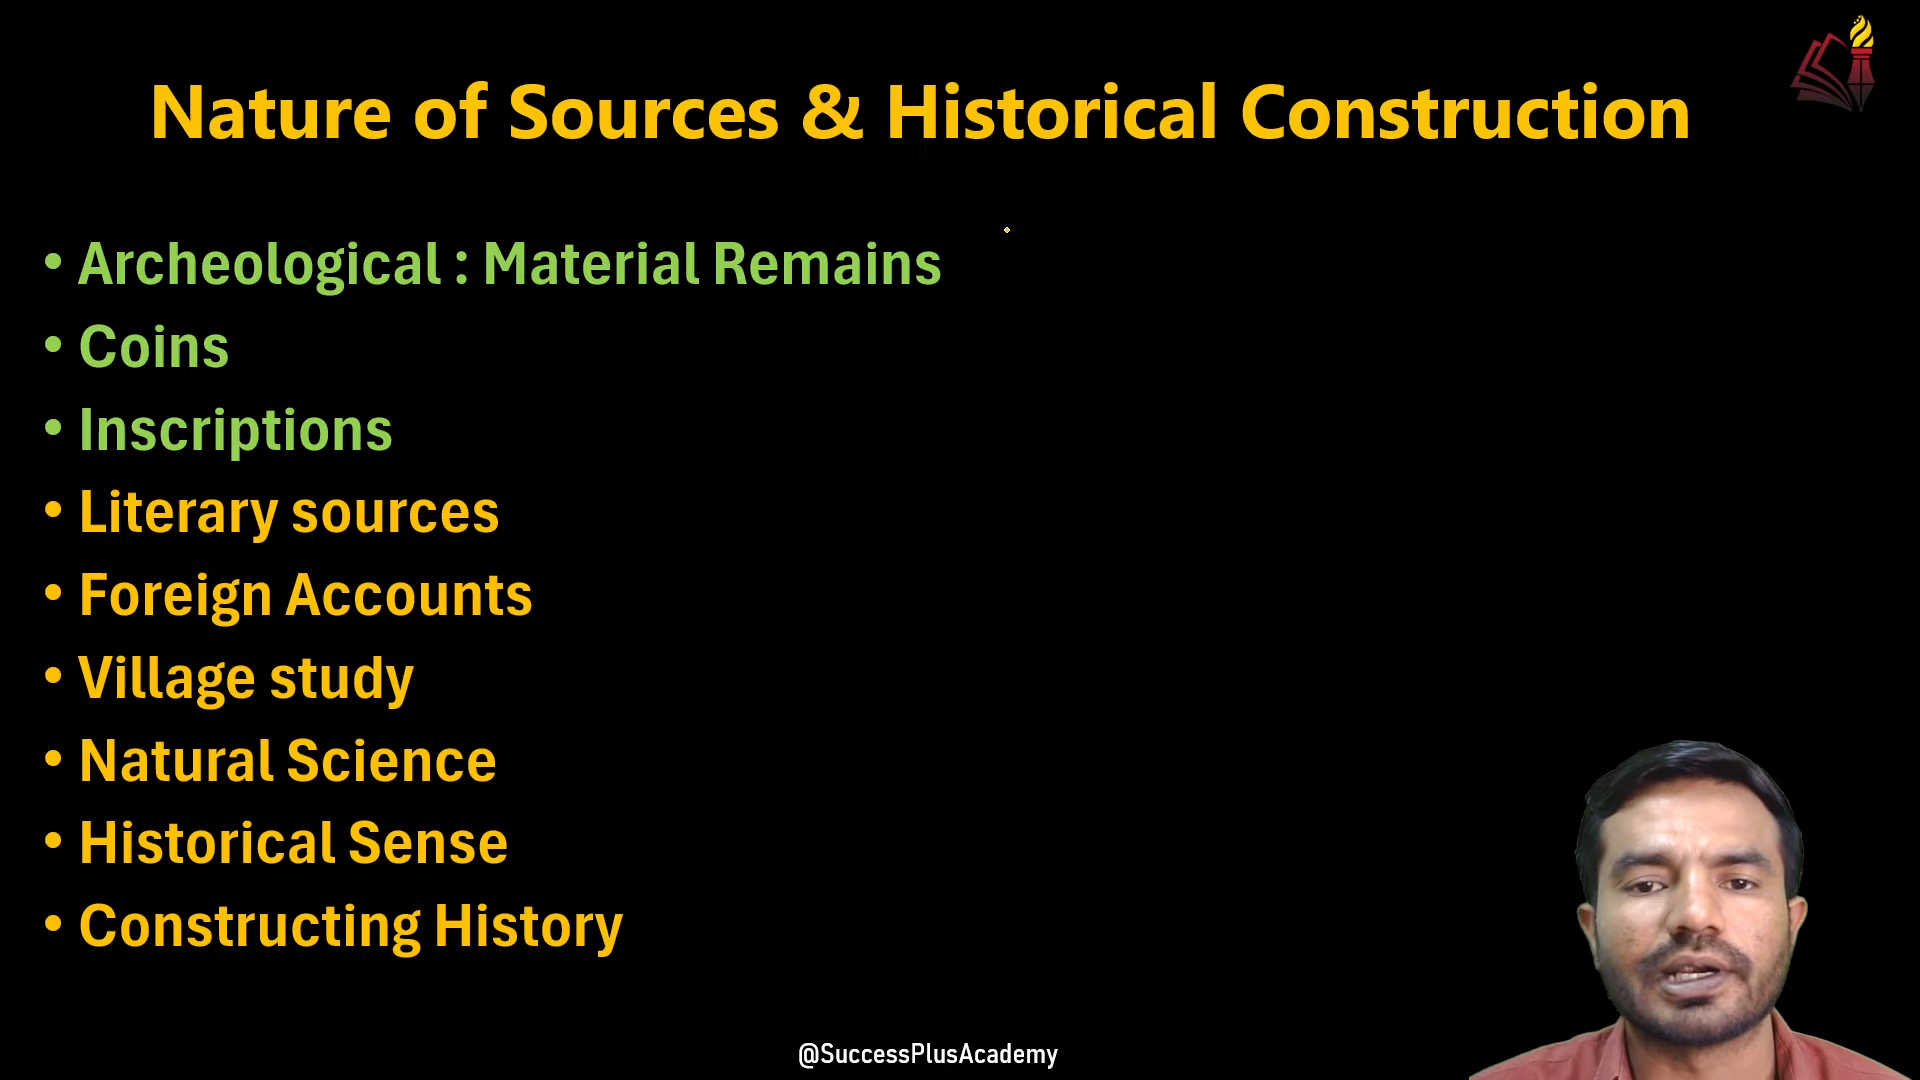 Nature of Sources & Historical Construction
• Archeological : Material Remains
• Coins
• Inscriptions
• Literary sources
• Foreign Accounts
• Village study
• Natural Science
• Historical Sense
• Constructing History
@SuccessPlusAcademy